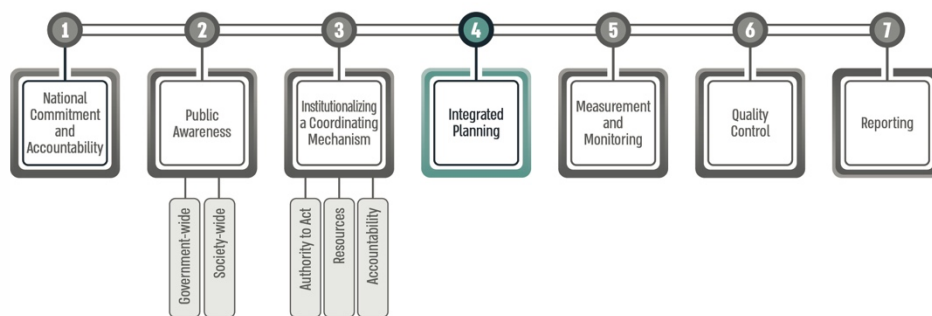 1
2
3
4
5
6
7
National
Commitment
and
Accountability
Public
Awareness
Institutionalizing
a Coordinating
Mechanism
Integrated
Planning
Measurement
and
Monitoring
Quality
Control
Reporting
Government-wide
Society-wide
Authority to Act
Resources
Accountability